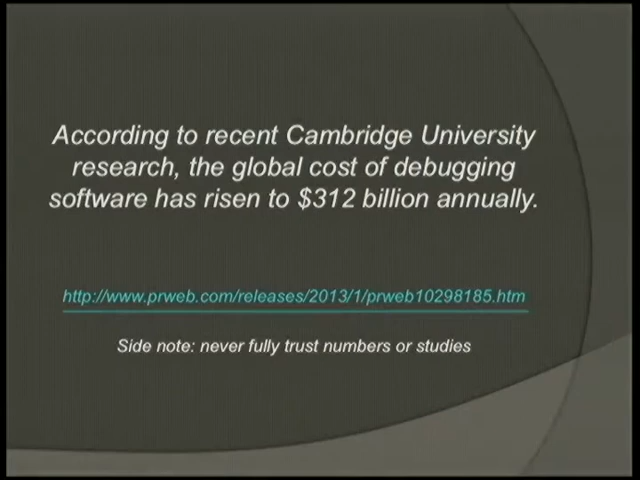 According to recent Cambridge University
research, the global cost of debugging
software has risen to $312 billion annually.
http://www.prweb.com/releases/2013/1/prweb10298185.htm
Side note: never fully trust numbers or studies